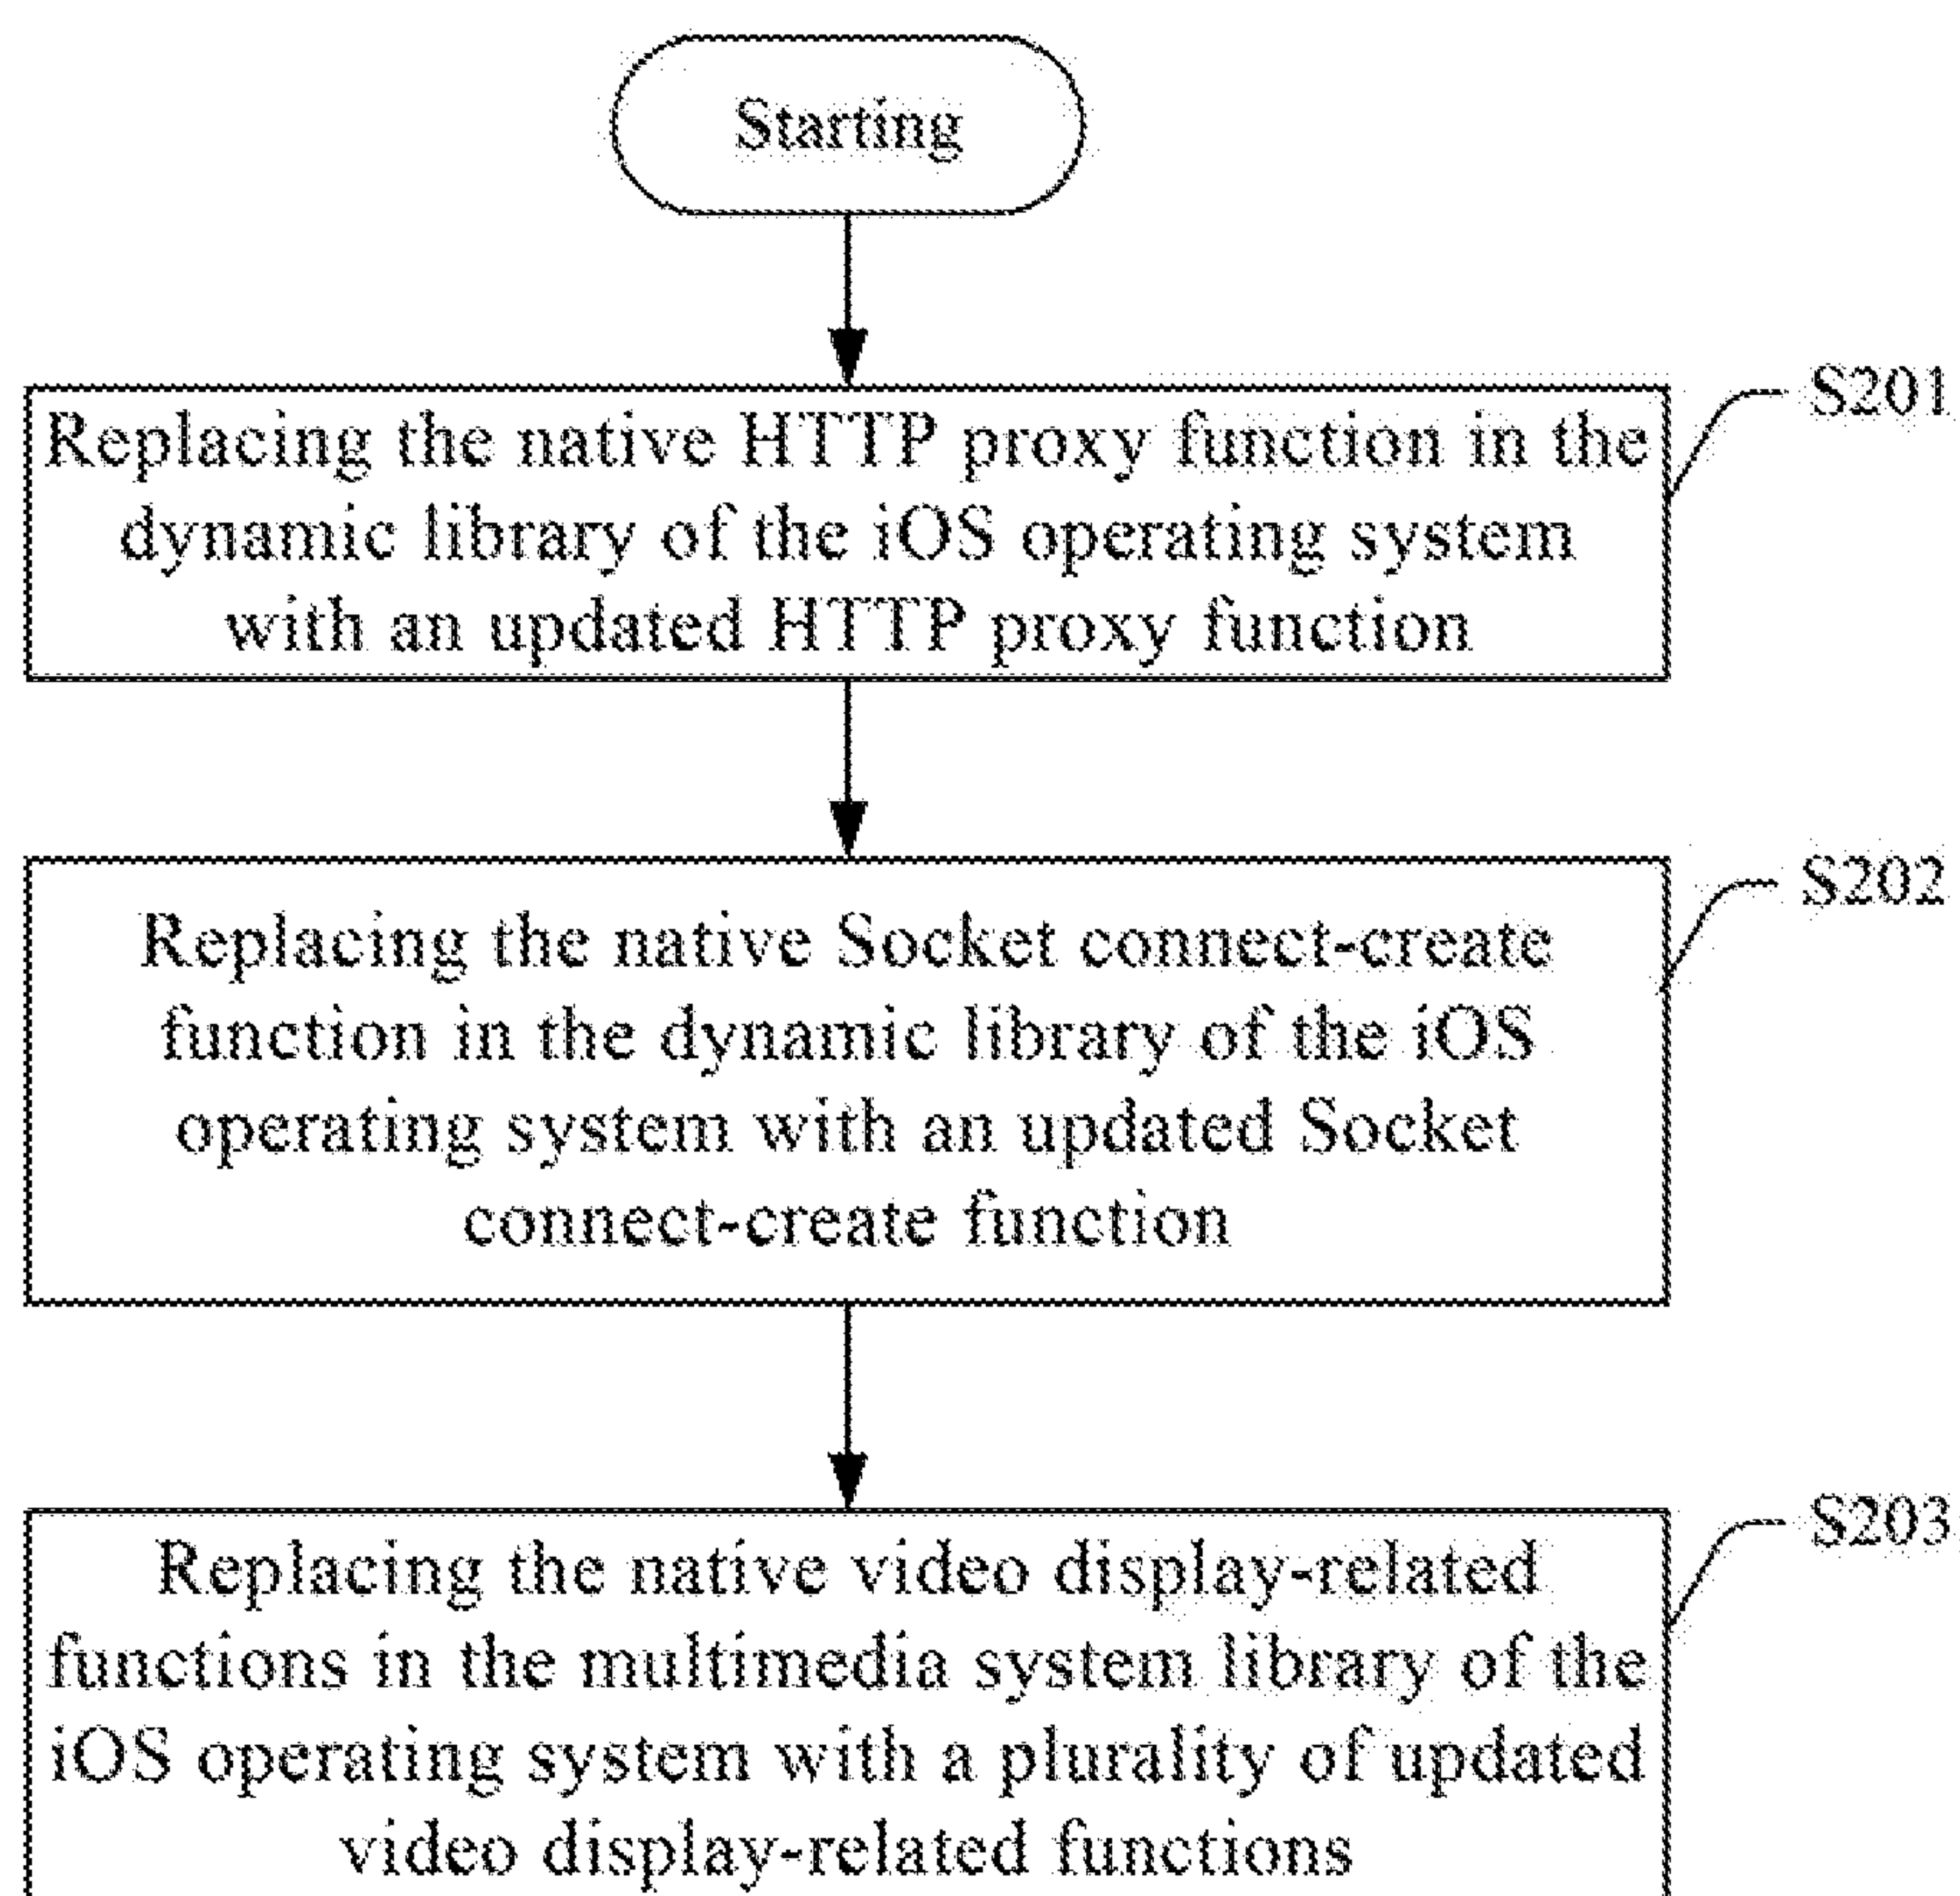 Starting
S201
Replacing the native HTTP proxy function in the
dynamic library of the iOS operating system
with an updated HTTP proxy function
S202
Replacing the native Socket connect-create
function in the dynamic library of the iOS
operating system with an updated Socket
connect-create function
S203
Replacing the native video display-related
functions in the multimedia system library of the
iOS operating system with a plurality of updated
video display-related functions